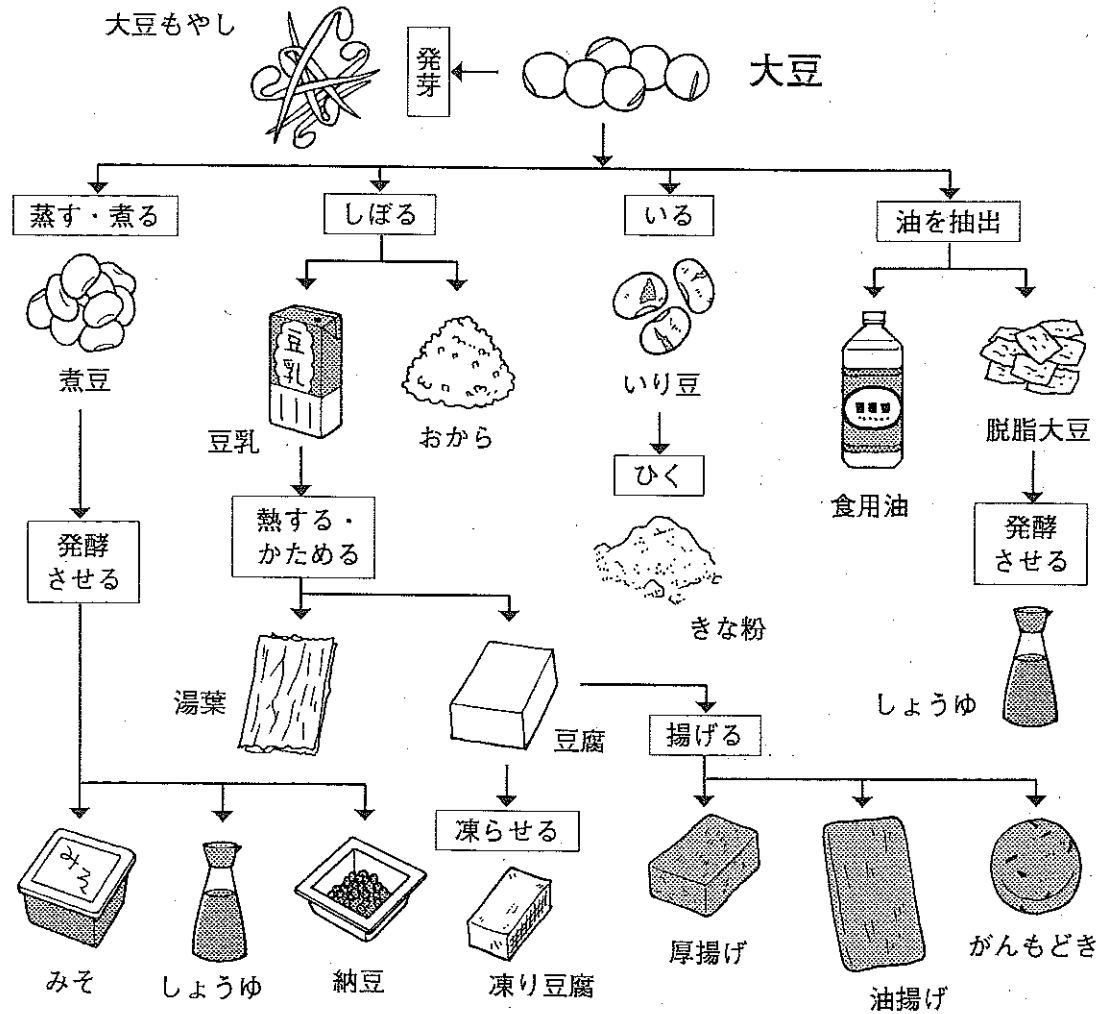 大豆もやし
発芽
大豆
蒸す・煮る
しぼる
いる
油を抽出
煮豆
豆乳
豆乳
おから
いり豆
ひく
食用油
脱脂大豆
発酵
させる
熱する・
かためる
きな粉
発酵
させる
湯葉
豆腐
揚げる
しょうゆ
凍らせる
みそ
みそ
しょうゆ
納豆
凍り豆腐
厚揚げ
油揚げ
がんもどき